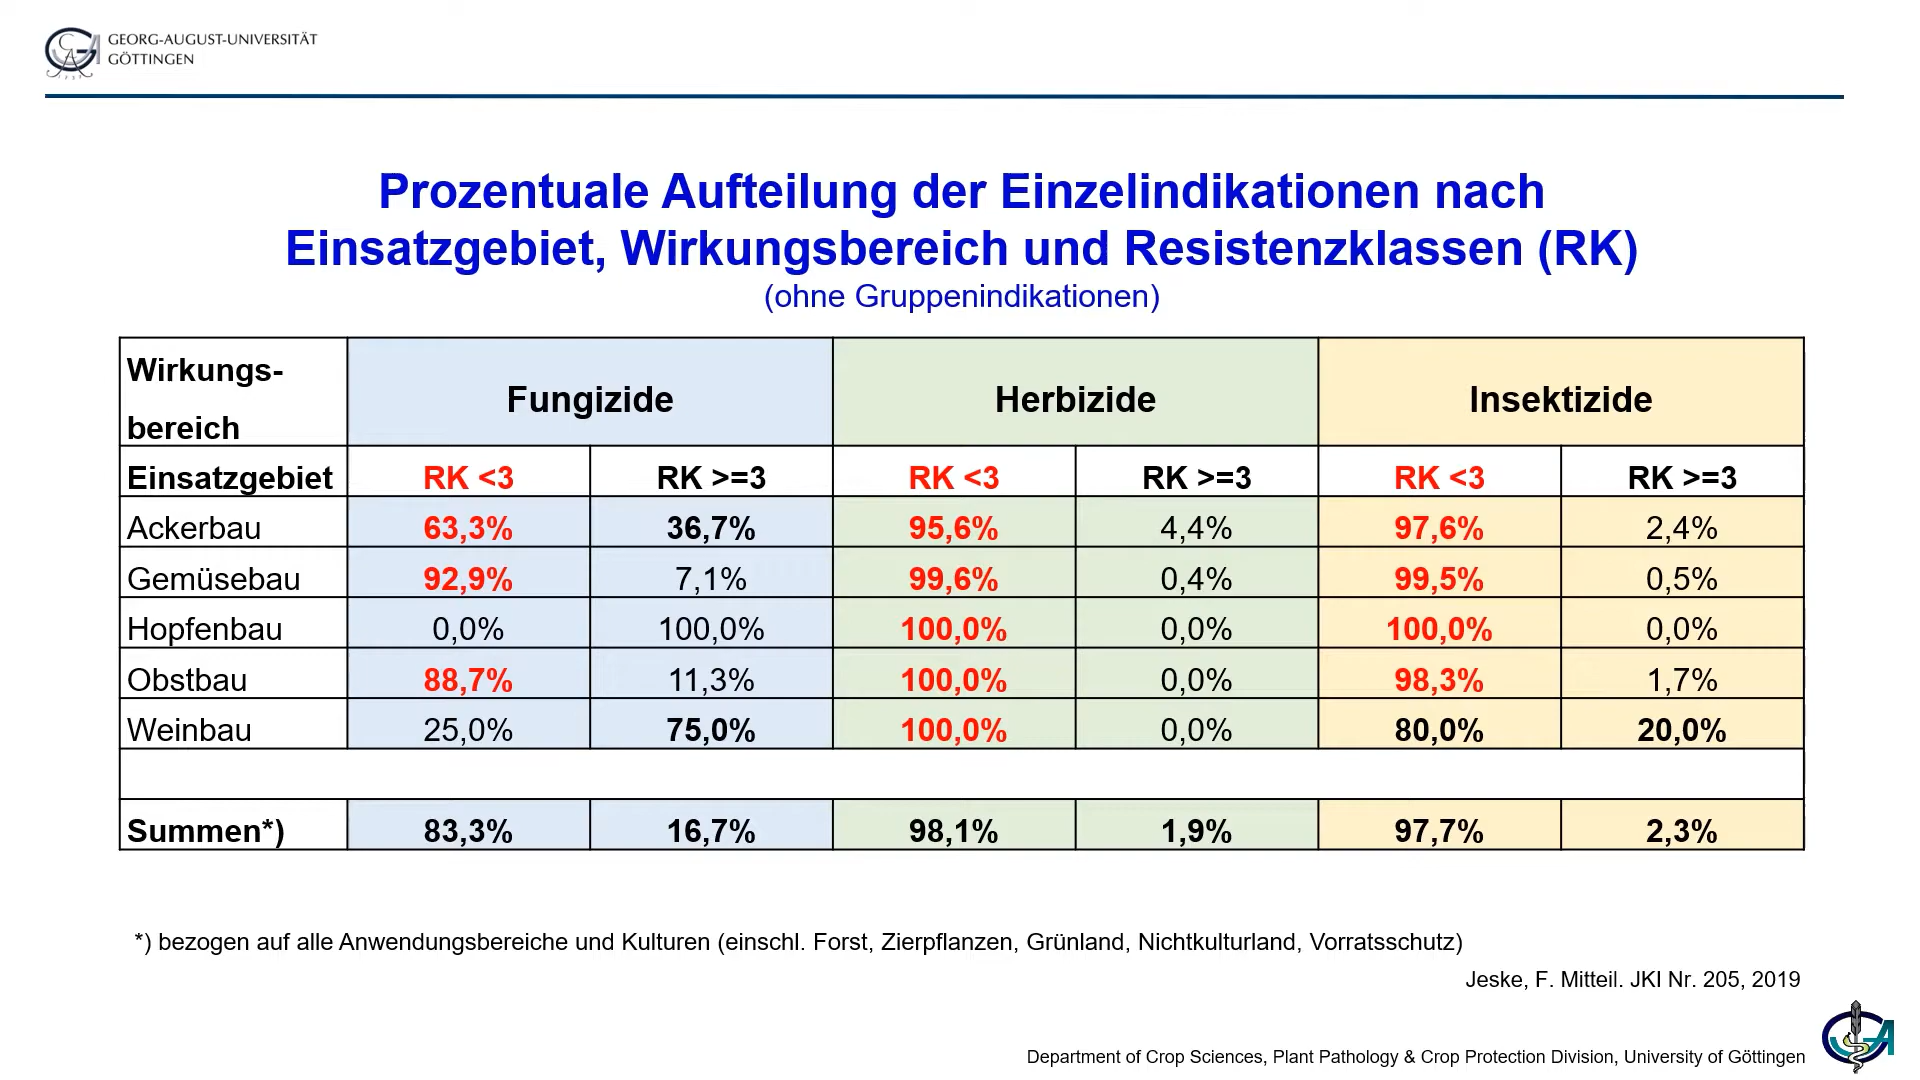 GEORG-AUGUST-UNIVERSITÄT
GÖTTINGEN
Prozentuale Aufteilung der Einzelindikationen nach
Einsatzgebiet, Wirkungsbereich und Resistenzklassen (RK)
(ohne Gruppenindikationen)
Wirkungs-
bereich
Fungizide Herbizide Insektizide
Einsatzgebiet RK <3 RK >=3 RK <3 RK >=3 RK <3 RK >=3
Ackerbau 63,3% 36,7% 95,6% 4,4% 97,6% 2,4%
Gemüsebau 92,9% 7,1% 99,6% 0,4% 99,5% 0,5%
Hopfenbau 0,0% 100,0% 100,0% 0,0% 100,0% 0,0%
Obstbau 88,7% 11,3% 100,0% 0,0% 98,3% 1,7%
Weinbau 25,0% 75,0% 100,0% 0,0% 80,0% 20,0%
Summen*) 83,3% 16,7% 98,1% 1,9% 97,7% 2,3%
*) bezogen auf alle Anwendungsbereiche und Kulturen (einschl. Forst, Zierpflanzen, Grünland, Nichtkulturland, Vorratsschutz)
Jeske, F. Mitteil. JKI Nr. 205, 2019
Department of Crop Sciences, Plant Pathology & Crop Protection Division, University of Göttingen